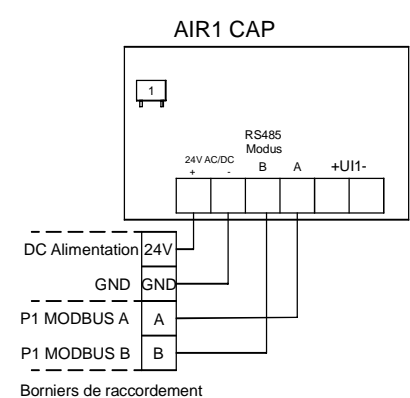 AIR1 CAP
1
RS485
Modus
24V AC/DC
+ - B A +UI1-
DC Alimentation 24V
GND GND
P1 MODBUS A A
P1 MODBUS B B
Borniers de raccordement